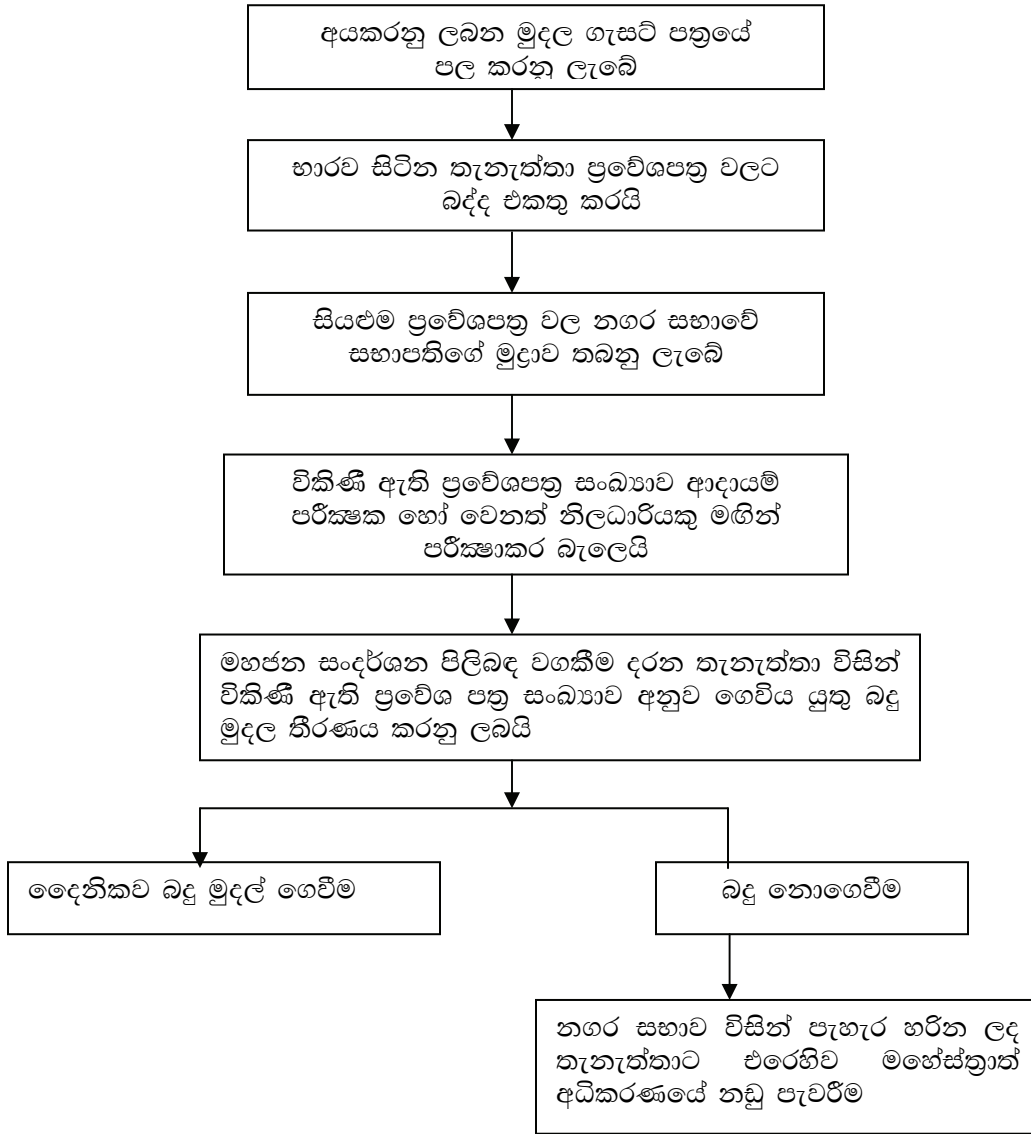 අයකරනු ලබන මුදල ගැසට් පත්‍රයේ
පල කරනු ලැබේ
භාරව සිටින තැනැත්තා ප්‍රවේශපත්‍ර වලට
බද්ද එකතු කරයි
සියළුම ප්‍රවේශපත්‍ර වල නගර සභාවේ
සභාපතිගේ මුද්‍රාව තබනු ලැබේ
විකිණී ඇති ප්‍රවේශපත්‍ර සංඛ්‍යාව ආදායම්
පරීක්‍ෂක හෝ වෙනත් නිලධාරියකු මඟින්
පරීක්‍ෂාකර බැලෙයි
මහජන සංදර්ශන පිලිබඳ වගකීම දරන තැනැත්තා විසින්
විකිණී ඇති ප්‍රවේශ පත්‍ර සංඛ්‍යාව අනුව ගෙවිය යුතු බදු
මුදල තීරණය කරනු ලබයි
දෛනිකව බදු මුදල් ගෙවීම
බදු නොගෙවීම
නගර සභාව විසින් පැහැර හරින ලද
තැනැත්තාට එරෙහිව මහේස්ත්‍රාත්
අධිකරණයේ නඩු පැවරීම